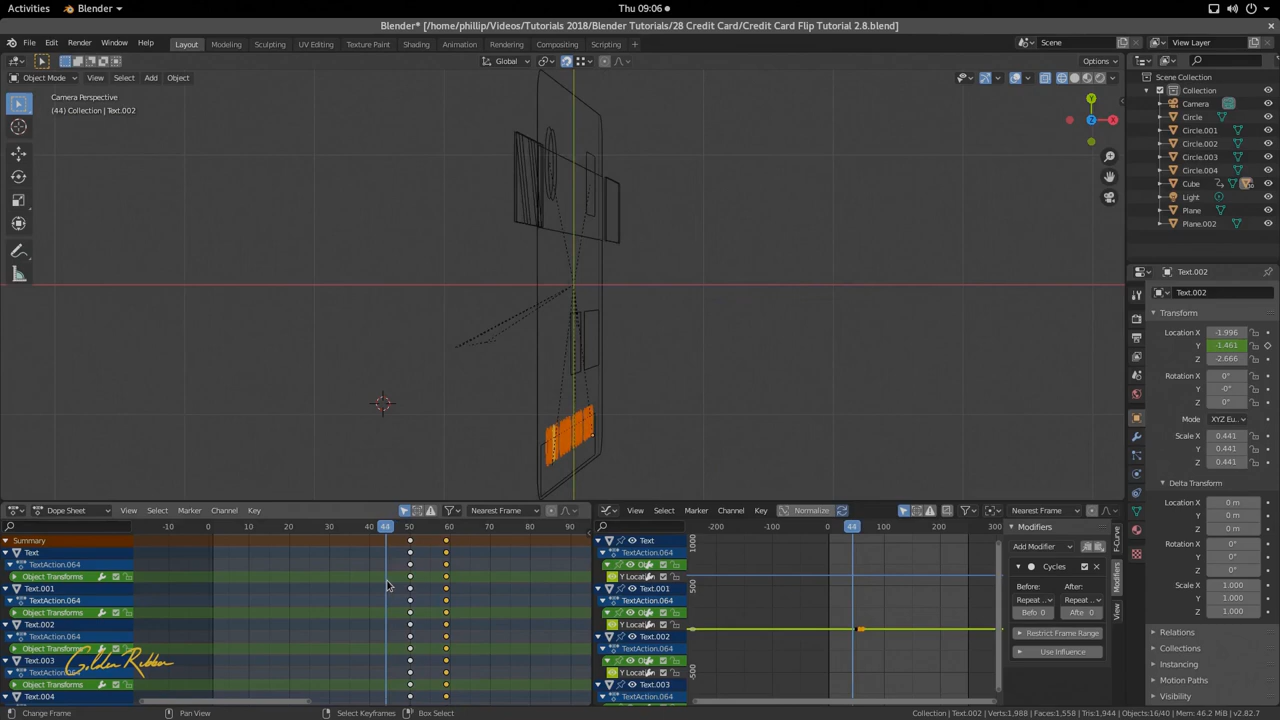 Activities Blender Thu 09:06
Blender* [/home/phillip/Videos/Tutorials 2018/Blender Tutorials/28 Credit Card/Credit Card Flip Tutorial 2.8.blend]
File Edit Render Window Help Layout Modeling Sculpting UV Editing Texture Paint Shading Animation Rendering Compositing Scripting + Scene View Layer
Global Options
Object Mode View Select Add Object
Camera Perspective
(44) Collection | Text.002
Y
X
Z
Scene Collection
Collection
Camera
Circle
Circle.001
Circle.002
Circle.003
Circle.004
Cube
Light
Plane
Plane.002
Text.002
Text.002
Transform
Location X -1.996
Y -1.461
Z -2.666
Rotation X 0°
Y -0°
Z 0°
Mode XYZ Eu...
Scale X 0.441
Y 0.441
Z 0.441
Delta Transform
Location X 0 m
Y 0 m
Z 0 m
Rotation X 0°
Y 0°
Z 0°
Scale X 1.000
Y 1.000
Z 1.000
Relations
Collections
Instancing
Motion Paths
Visibility
Dope Sheet View Select Marker Channel Key Nearest Frame
-10 0 10 20 30 40 44 50 60 70 80 90
Summary
Text
TextAction.064
Object Transforms
Text.001
TextAction.064
Object Transforms
Text.002
TextAction.064
Object Transforms
Text.003
TextAction.064
Object Transforms
Text.004
Golden Ribbon
View Select Marker Channel Key Normalize Nearest Frame
-200 -100 0 44 100 200 300
1000
500
-500
Text
TextAction.064
Y Locati
Text.001
TextAction.064
Y Locati
Text.002
TextAction.064
Y Locati
Text.003
TextAction.064
Modifiers
Add Modifier
Cycles
Before: After:
Repeat .. Repeat ..
Befo 0 Afte 0
Restrict Frame Range
Use Influence
F-Curve
Modifiers
View
Change Frame Pan View Select Keyframes Box Select
Collection | Text.002 | Verts:1,988 | Faces:1,558 | Tris:1,941 | Objects:16/40 | Mem: 46.2 MiB | v2.82.7